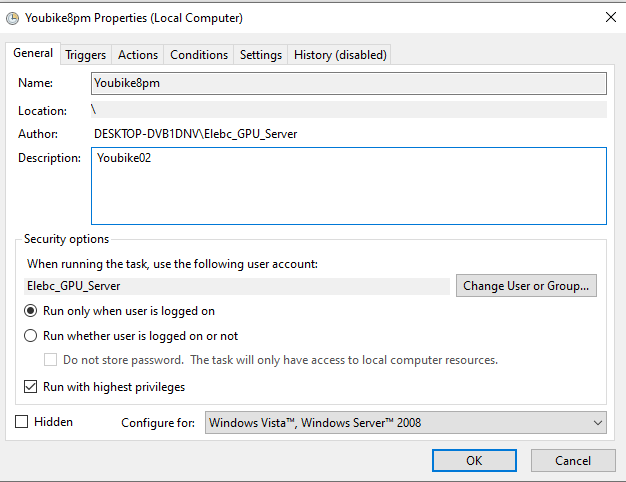 Youbike8pm Properties (Local Computer)
General Triggers Actions Conditions Settings History (disabled)
Name: Youbike8pm
Location: \
Author: DESKTOP-DVB1DNV\Elebc_GPU_Server
Description: Youbike02
Security options
When running the task, use the following user account:
Elebc_GPU_Server Change User or Group...
Run only when user is logged on
Run whether user is logged on or not
Do not store password. The task will only have access to local computer resources.
Run with highest privileges
Hidden Configure for: Windows Vista™, Windows Server™ 2008
OK Cancel